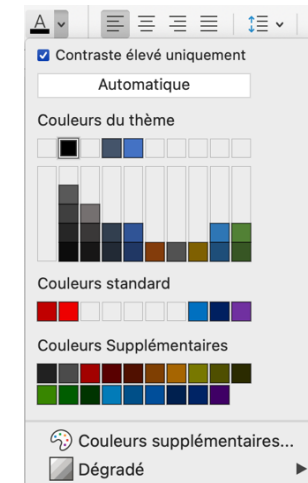 A
Contraste élevé uniquement
Automatique
Couleurs du thème
Couleurs standard
Couleurs Supplémentaires
Couleurs supplémentaires...
Dégradé